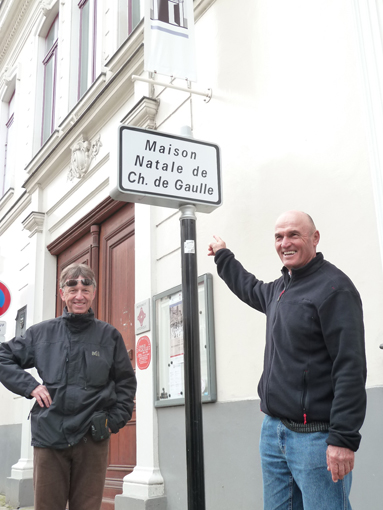 Maison
Natale de
Ch. de Gaulle